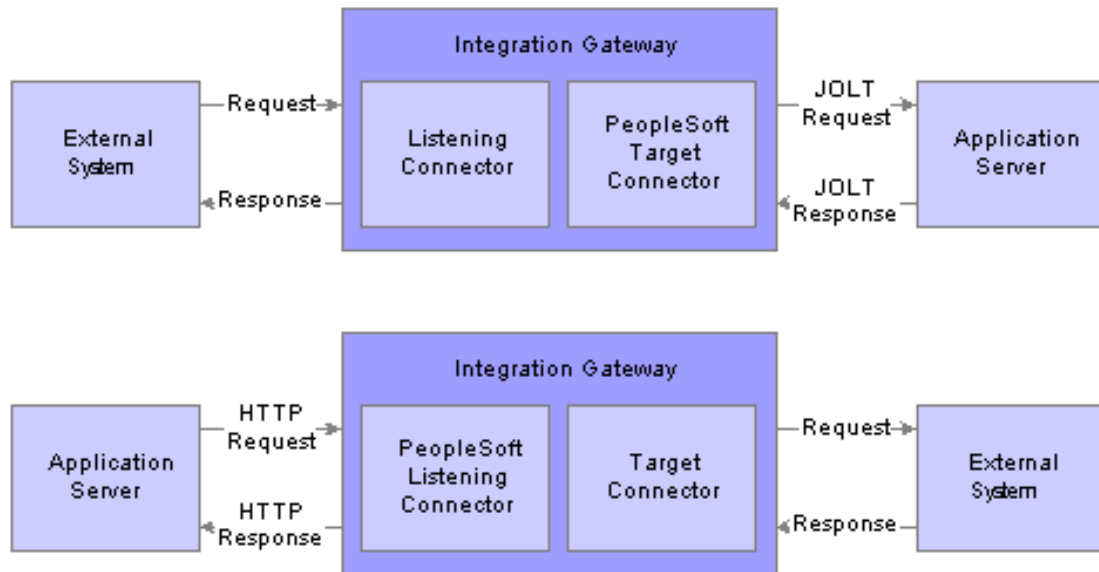 Integration Gateway
External
System
Request
Response
Listening
Connector
PeopleSoft
Target
Connector
JOLT
Request
JOLT
Response
Application
Server
Integration Gateway
Application
Server
HTTP
Request
HTTP
Response
PeopleSoft
Listening
Connector
Target
Connector
Request
Response
External
System